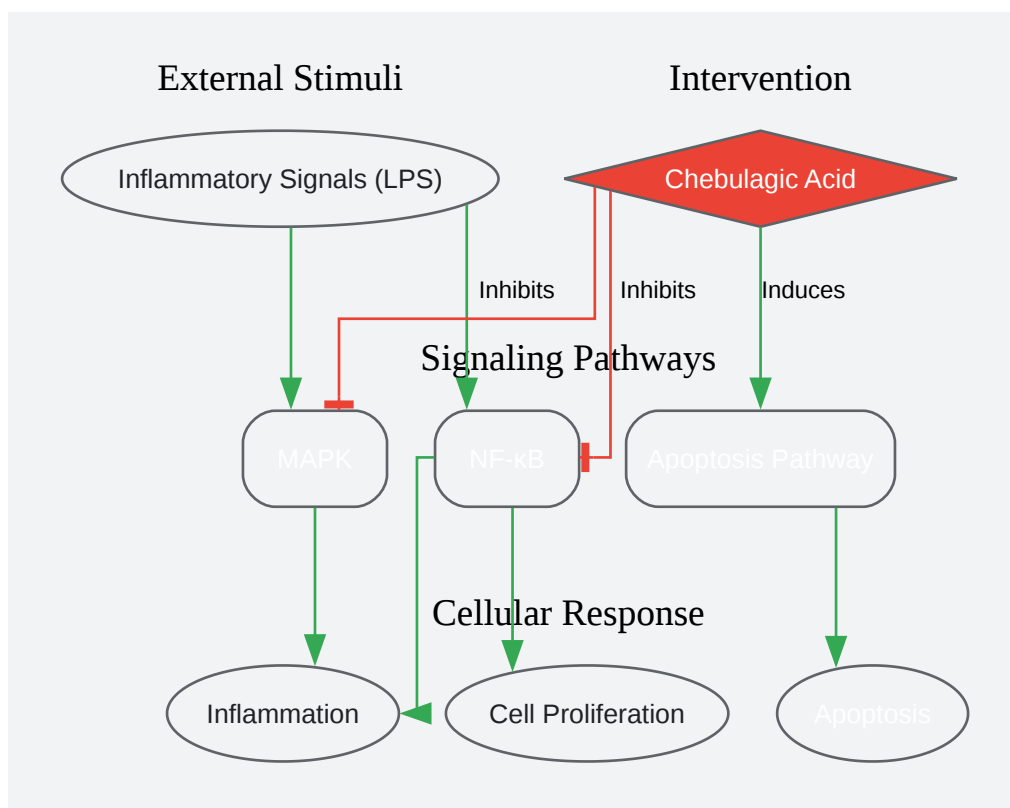 External Stimuli
Intervention
Inflammatory Signals (LPS)
Chebulagic Acid
Inhibits
Inhibits
Induces
Signaling Pathways
MAPK
NF-κB
Apoptosis Pathway
Cellular Response
Inflammation
Cell Proliferation
Apoptosis